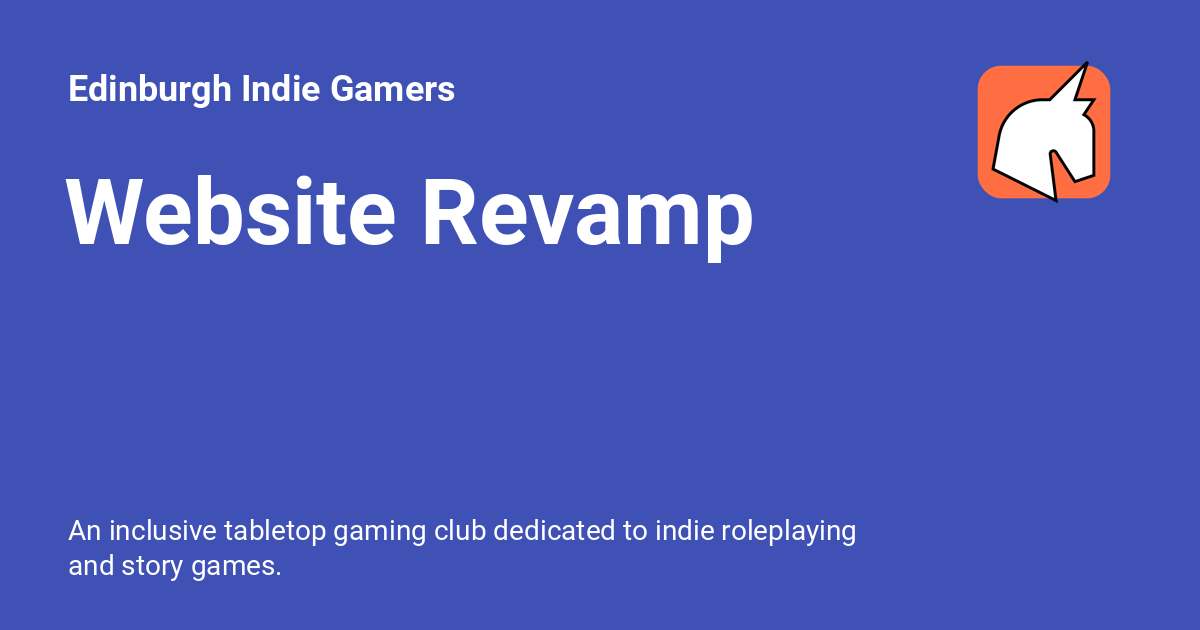 Edinburgh Indie Gamers
Website Revamp
An inclusive tabletop gaming club dedicated to indie roleplaying
and story games.